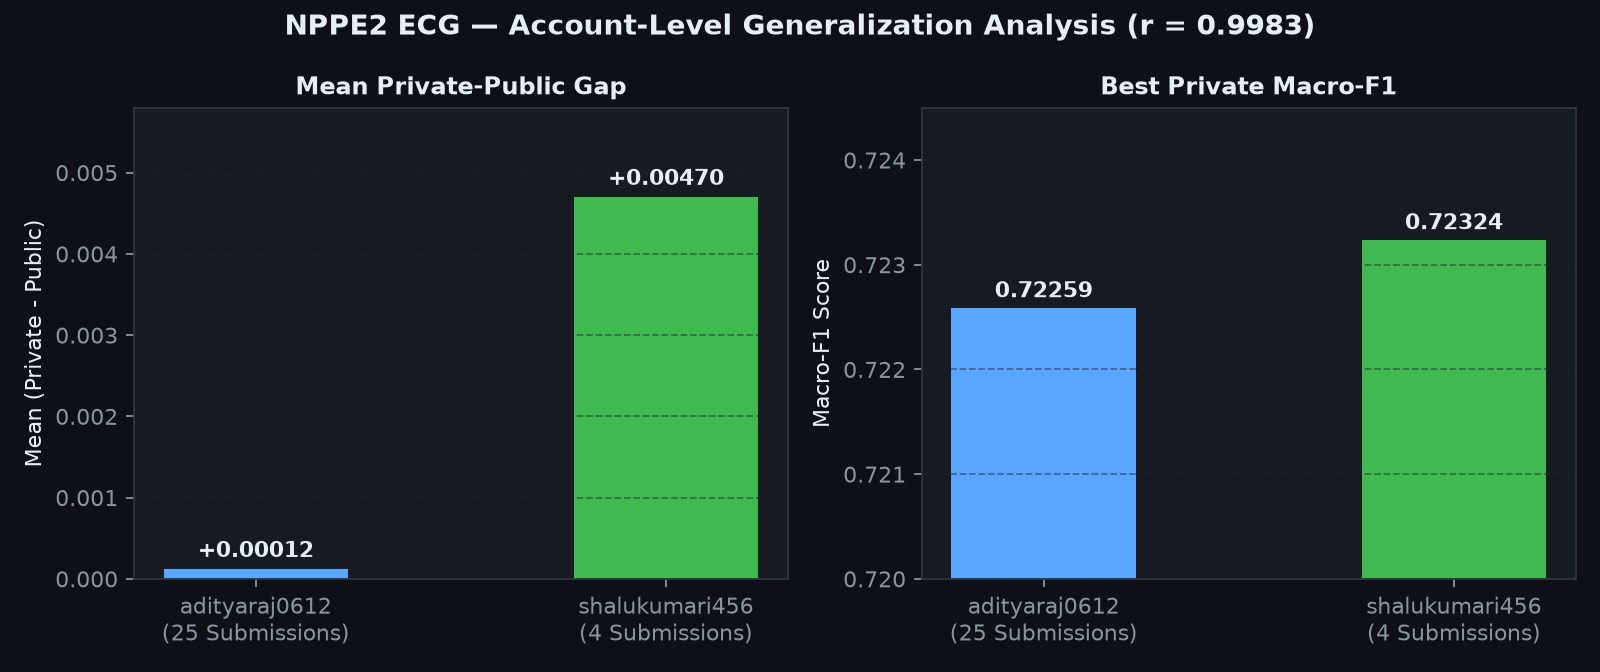 NPPE2 ECG — Account-Level Generalization Analysis (r = 0.9983)
Mean Private-Public Gap
Mean (Private - Public)
0.005
0.004
0.003
0.002
0.001
0.000
+0.00012
+0.00470
adityaraj0612
(25 Submissions)
shalukumari456
(4 Submissions)
Best Private Macro-F1
Macro-F1 Score
0.724
0.723
0.722
0.721
0.720
0.72259
0.72324
adityaraj0612
(25 Submissions)
shalukumari456
(4 Submissions)